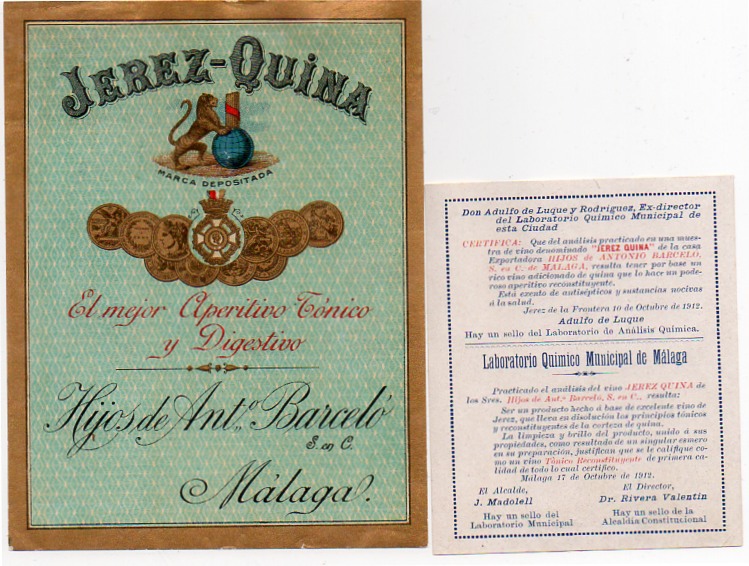 JEREZ-QUINA
MARCA DEPOSITADA
El mejor Aperitivo Tónico
y Digestivo
Hijos de Ant.º Barceló
S. en C.
Málaga.
Don Adulfo de Luque y Rodríguez, Ex-director
del Laboratorio Químico Municipal de
esta Ciudad
CERTIFICA: Que del análisis practicado en una mues-
tra de vino denominado "JEREZ QUINA" de la casa
Exportadora HIJOS de ANTONIO BARCELO,
S. en C. de MALAGA, resulta tener por base un
rico vino adicionado de quina que lo hacen un pode-
roso aperitivo reconstituyente.
Esta exento de antisépticos y sustancias nocivas
á la salud.
Jerez de la Frontera 10 de Octubre de 1912.
Adulfo de Luque
Hay un sello del Laboratorio de Análisis Química.
Laboratorio Quimico Municipal de Málaga
Practicado el análisis del vino JEREZ QUINA de
los Sres. Hijos de Ant.º Barceló, S. en C., resulta:
Ser un producto hecho á base de excelente vino de
Jerez, que lleva en disolución los principios tónicos
y reconstituyentes de la corteza de quina.
La limpieza y brillo del producto, unido á sus
propiedades, como resultado de un singular esmero
en su preparación, justifican que se le califique co-
mo un vino Tónico Reconstituyente de primera ca-
lidad de todo lo cual certifico.
Málaga 17 de Octubre de 1912.
El Alcalde, El Director,
J. Madolell Dr. Rivera Valentín
Hay un sello del Hay un sello de la
Laboratorio Municipal Alcaldía Constitucional